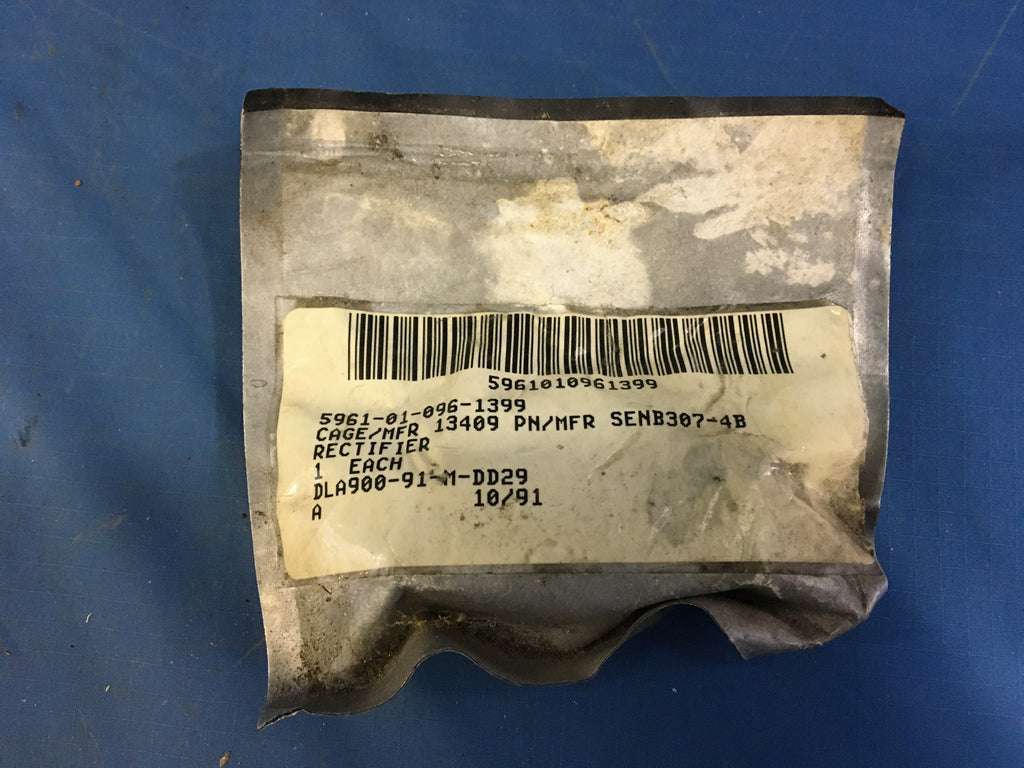 5961010961399
5961-01-096-1399
CAGE/MFR 13409 PN/MFR SENB307-4B
RECTIFIER
1 EACH
DLA900-91-M-DD29
A 10/91